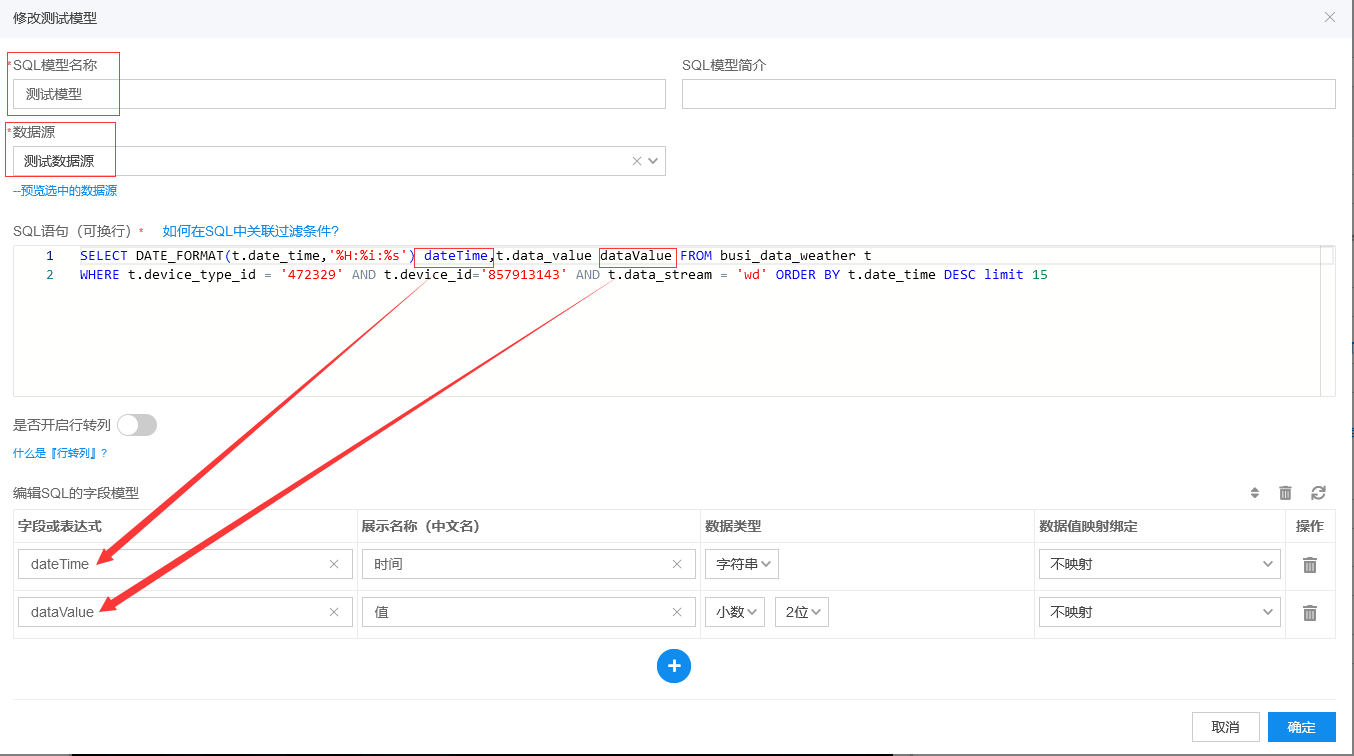 修改测试模型
*SQL模型名称
SQL模型简介
测试模型
*数据源
测试数据源
--预览选中的数据源
SQL语句（可换行）* 如何在SQL中关联过滤条件?
1 SELECT DATE_FORMAT(t.date_time,'%H:%i:%s') dateTime,t.data_value dataValue FROM busi_data_weather t
2 WHERE t.device_type_id = '472329' AND t.device_id='857913143' AND t.data_stream = 'wd' ORDER BY t.date_time DESC limit 15
是否开启行转列
什么是『行转列』?
编辑SQL的字段模型
字段或表达式 展示名称（中文名） 数据类型 数据值映射绑定 操作
dateTime 时间 字符串 不映射
dataValue 值 小数 2位 不映射
取消 确定